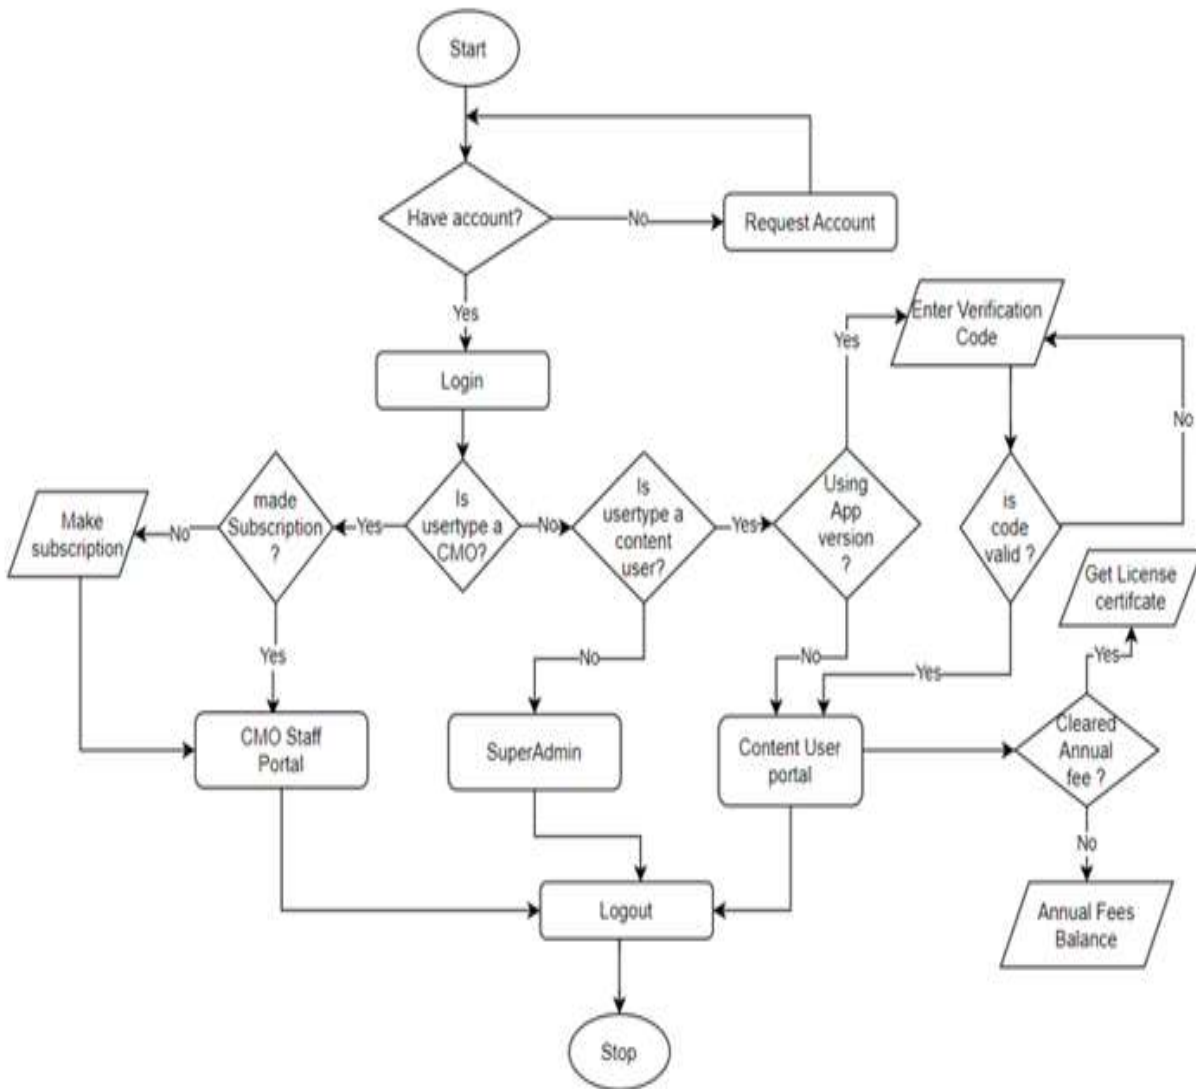 Start
Have account?
No
Request Account
Yes
Login
Yes
Enter Verification
Code
No
Make
subscription
No
made
Subscription
?
Yes
Is
usertype a
CMO?
No
Is
usertype a
content
user?
Yes
Using
App
version
?
is
code
valid ?
Get License
certifcate
Yes
No
No
Yes
Yes
CMO Staff
Portal
SuperAdmin
Content User
portal
Cleared
Annual
fee ?
No
Logout
Annual Fees
Balance
Stop